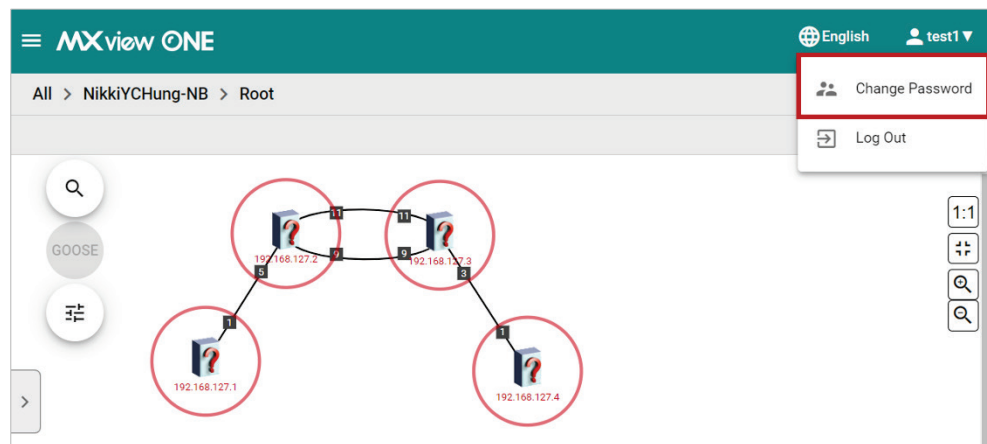 MXview ONE
English
test1
All > NikkiYCHung-NB > Root
Change Password
Log Out
GOOSE
1:1
11
11
192.168.127.2
9
9
192.168.127.3
5
3
1
1
192.168.127.1
192.168.127.4
>